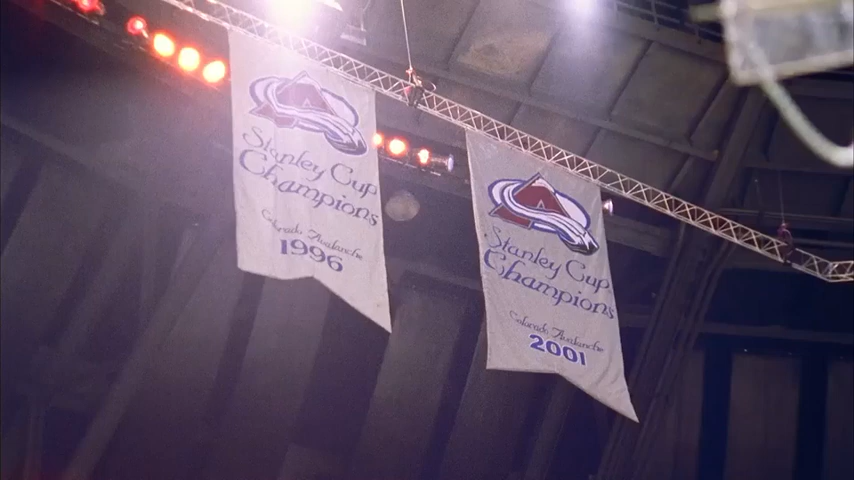 Stanley Cup
Champions
Colorado Avalanche
1996
Stanley Cup
Champions
Colorado Avalanche
2001